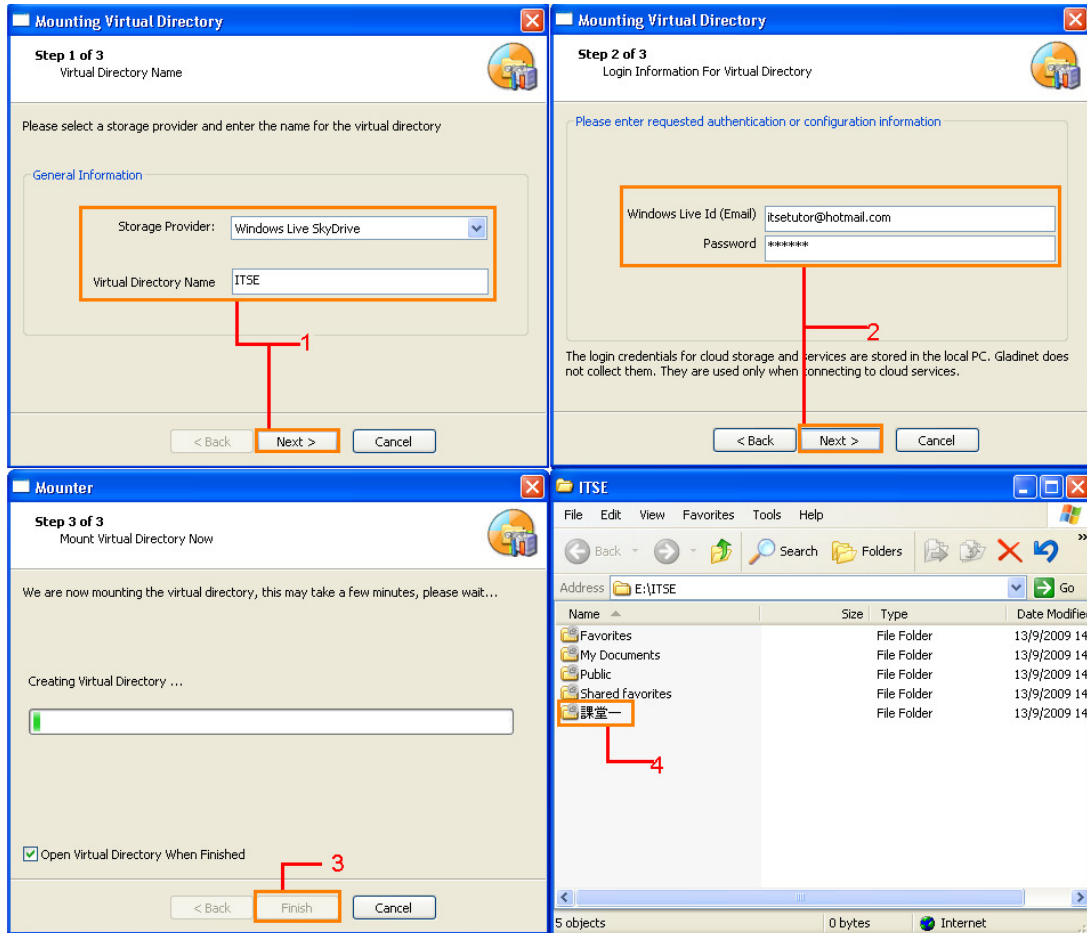 Mounting Virtual Directory
Step 1 of 3
Virtual Directory Name
Please select a storage provider and enter the name for the virtual directory
General Information
Storage Provider: Windows Live SkyDrive
Virtual Directory Name ITSE
1
< Back Next > Cancel
Mounting Virtual Directory
Step 2 of 3
Login Information For Virtual Directory
Please enter requested authentication or configuration information
Windows Live Id (Email) itsetutor@hotmail.com
Password ******
2
The login credentials for cloud storage and services are stored in the local PC. Gladinet does
not collect them. They are used only when connecting to cloud services.
< Back Next > Cancel
Mounter
Step 3 of 3
Mount Virtual Directory Now
We are now mounting the virtual directory, this may take a few minutes, please wait...
Creating Virtual Directory ...
Open Virtual Directory When Finished
3
< Back Finish Cancel
ITSE
File Edit View Favorites Tools Help
Back Search Folders »
Address E:\ITSE Go
Name Size Type Date Modifie
Favorites File Folder 13/9/2009 14
My Documents File Folder 13/9/2009 14
Public File Folder 13/9/2009 14
Shared favorites File Folder 13/9/2009 14
課堂一 File Folder 13/9/2009 14
4
5 objects 0 bytes Internet